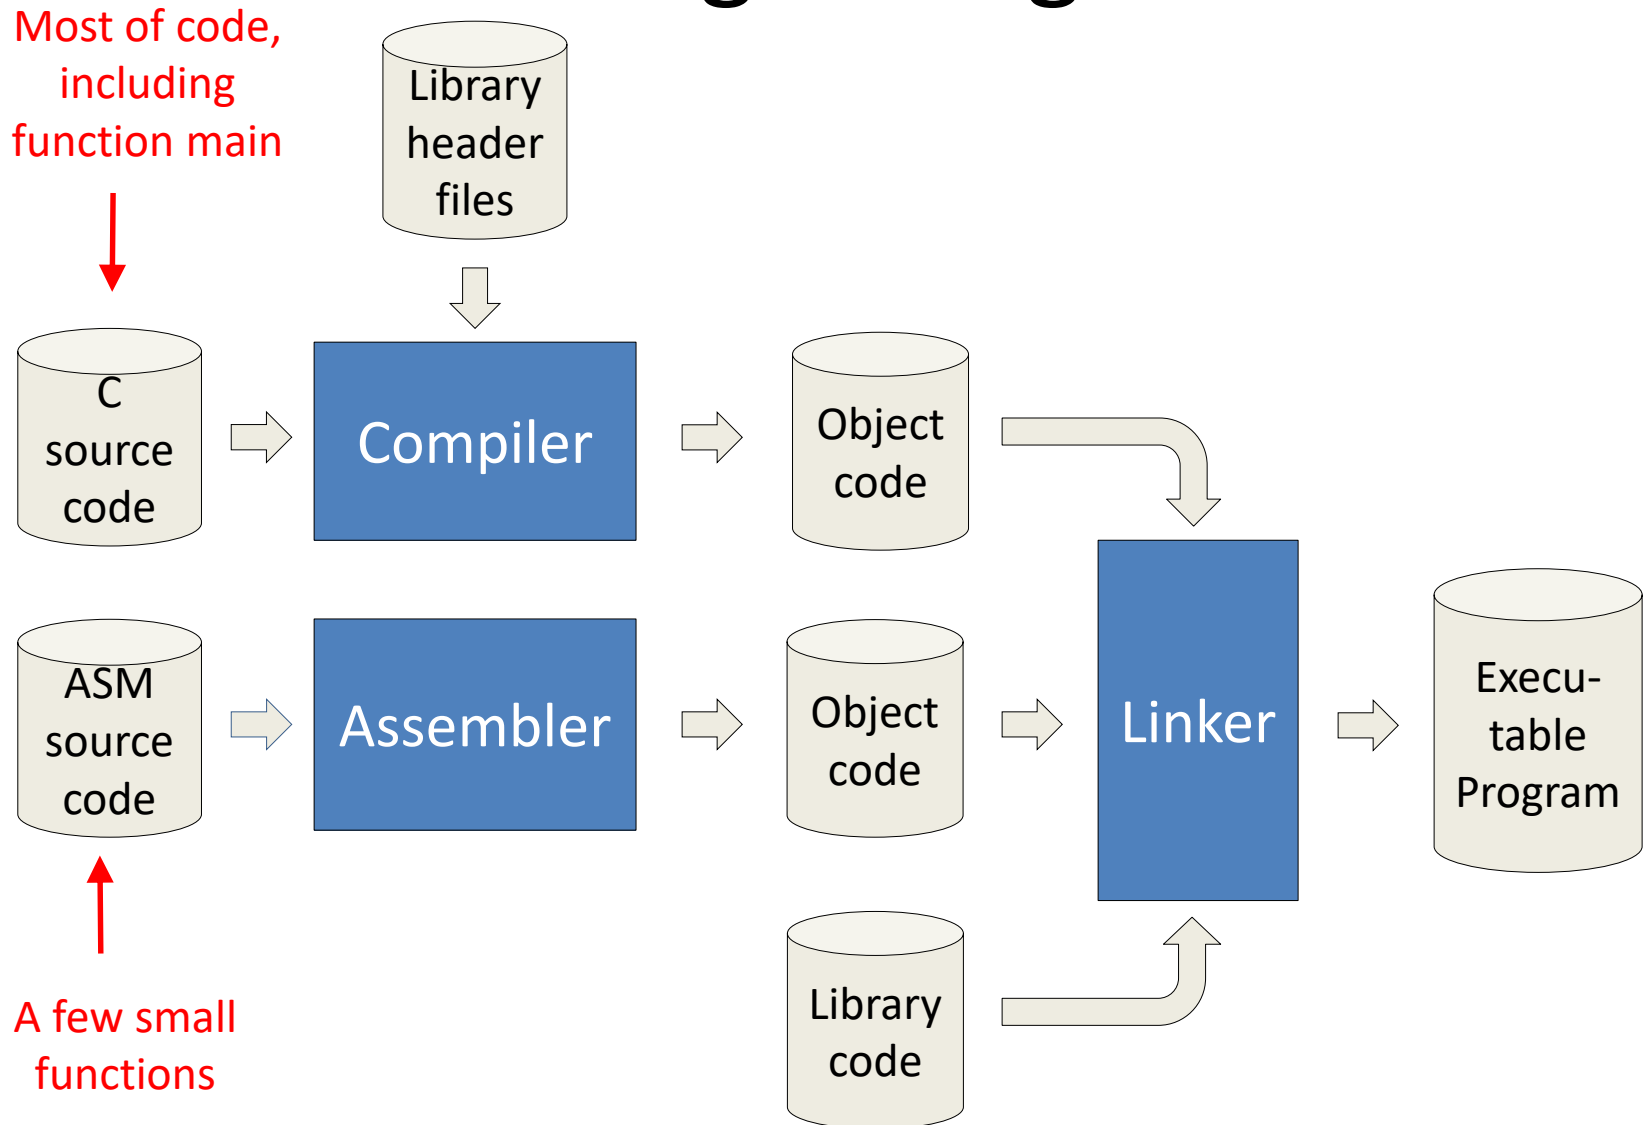 Most of code,
including
function main
Library
header
files
C
source
code
Compiler
Object
code
ASM
source
code
Assembler
Object
code
Linker
Execu-
table
Program
A few small
functions
Library
code